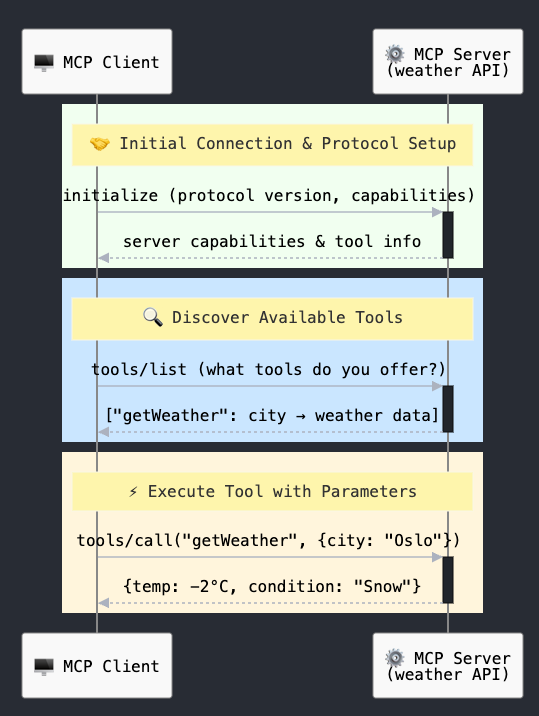 🖥️ MCP Client
⚙️ MCP Server
(weather API)
🤝 Initial Connection & Protocol Setup
initialize (protocol version, capabilities)
server capabilities & tool info
🔍 Discover Available Tools
tools/list (what tools do you offer?)
["getWeather": city → weather data]
⚡ Execute Tool with Parameters
tools/call("getWeather", {city: "Oslo"})
{temp: −2°C, condition: "Snow"}
🖥️ MCP Client
⚙️ MCP Server
(weather API)